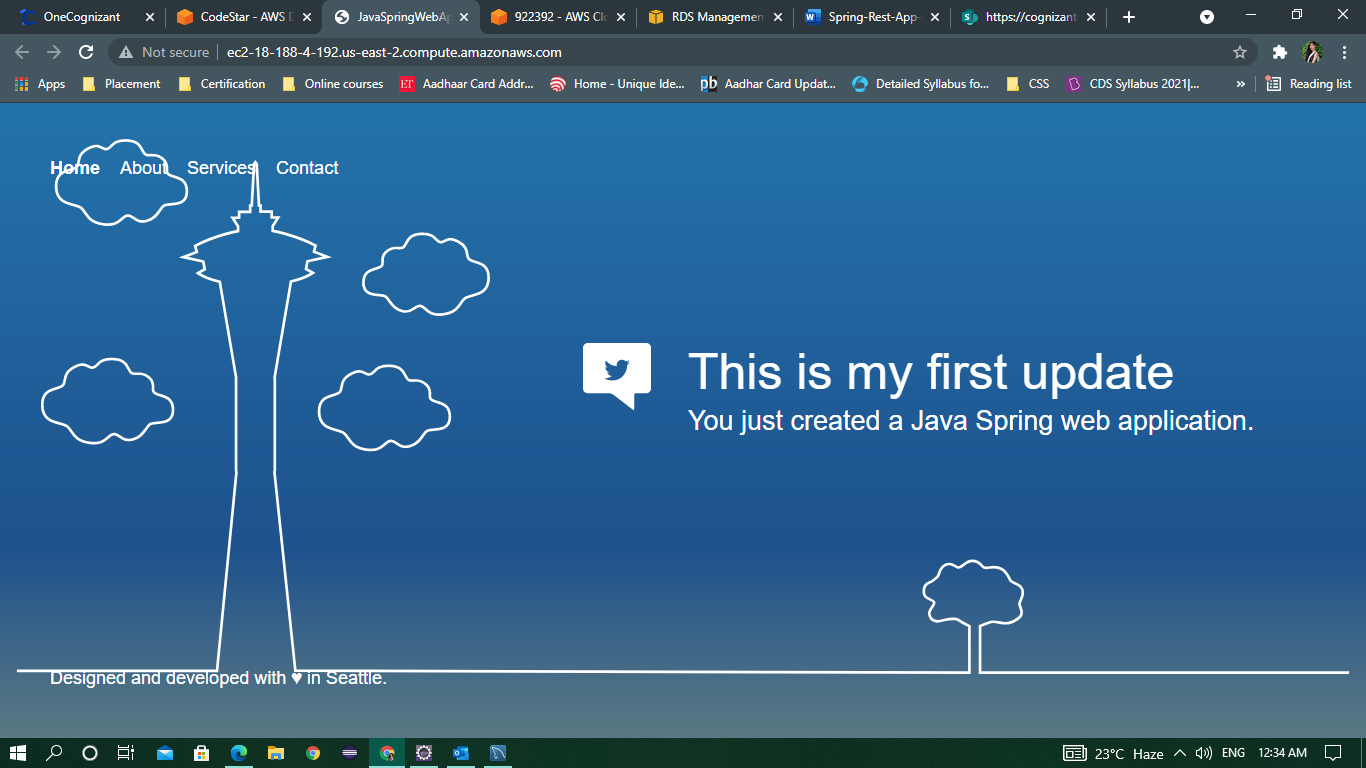 OneCognizant
CodeStar - AWS D
JavaSpringWebAp
922392 - AWS Clo
RDS Managemen
Spring-Rest-App-
https://cognizant
Not secure
ec2-18-188-4-192.us-east-2.compute.amazonaws.com
Apps
Placement
Certification
Online courses
ET
Aadhaar Card Addr...
Home - Unique Ide...
pb
Aadhar Card Updat...
Detailed Syllabus fo...
CSS
CDS Syllabus 2021|...
»
Reading list
Home About Services Contact
This is my first update
You just created a Java Spring web application.
Designed and developed with ♥ in Seattle.
23°C Haze
ENG
12:34 AM